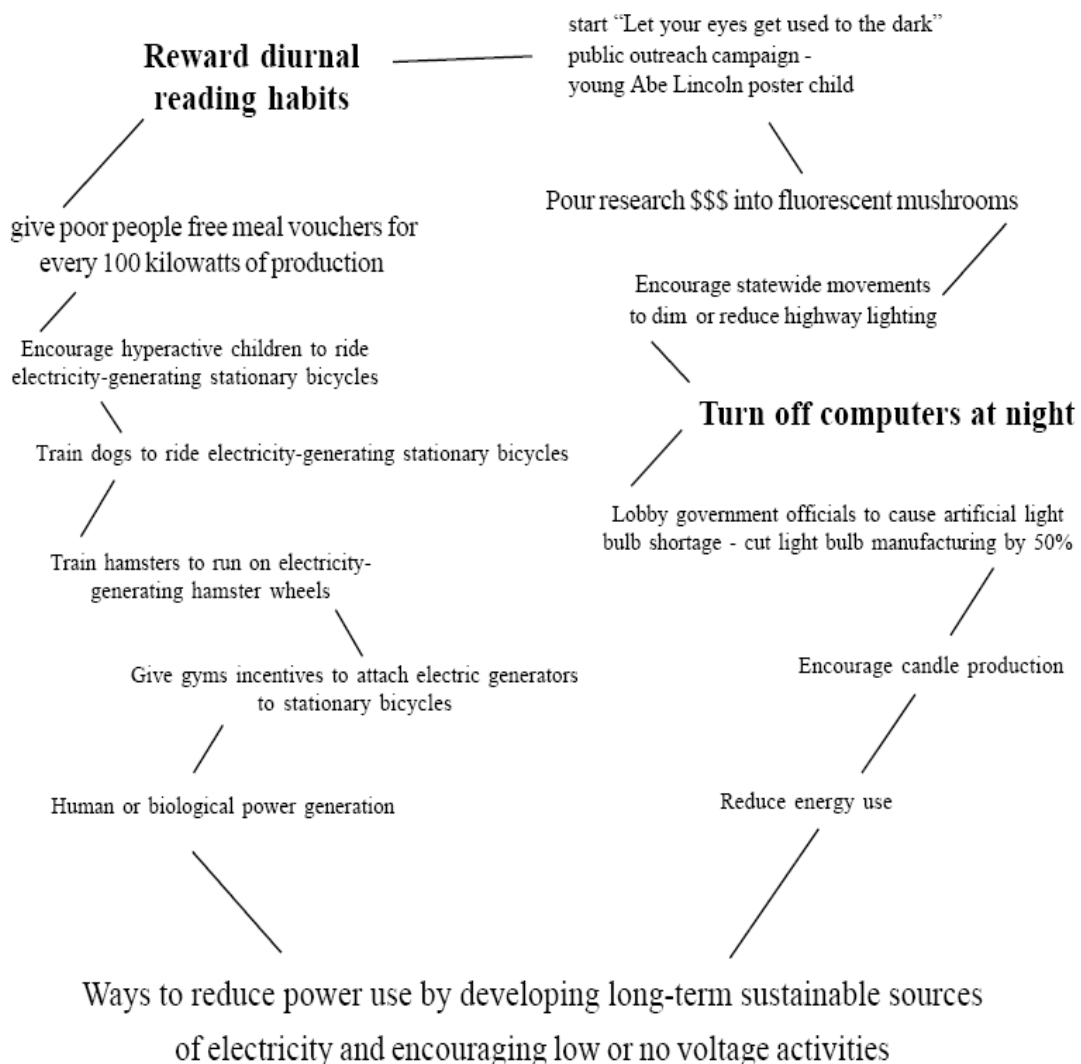 Reward diurnal
reading habits
start “Let your eyes get used to the dark”
public outreach campaign -
young Abe Lincoln poster child
Pour research $$$ into fluorescent mushrooms
give poor people free meal vouchers for
every 100 kilowatts of production
Encourage statewide movements
to dim or reduce highway lighting
Encourage hyperactive children to ride
electricity-generating stationary bicycles
Turn off computers at night
Train dogs to ride electricity-generating stationary bicycles
Lobby government officials to cause artificial light
bulb shortage - cut light bulb manufacturing by 50%
Train hamsters to run on electricity-
generating hamster wheels
Give gyms incentives to attach electric generators
to stationary bicycles
Encourage candle production
Human or biological power generation
Reduce energy use
Ways to reduce power use by developing long-term sustainable sources
of electricity and encouraging low or no voltage activities